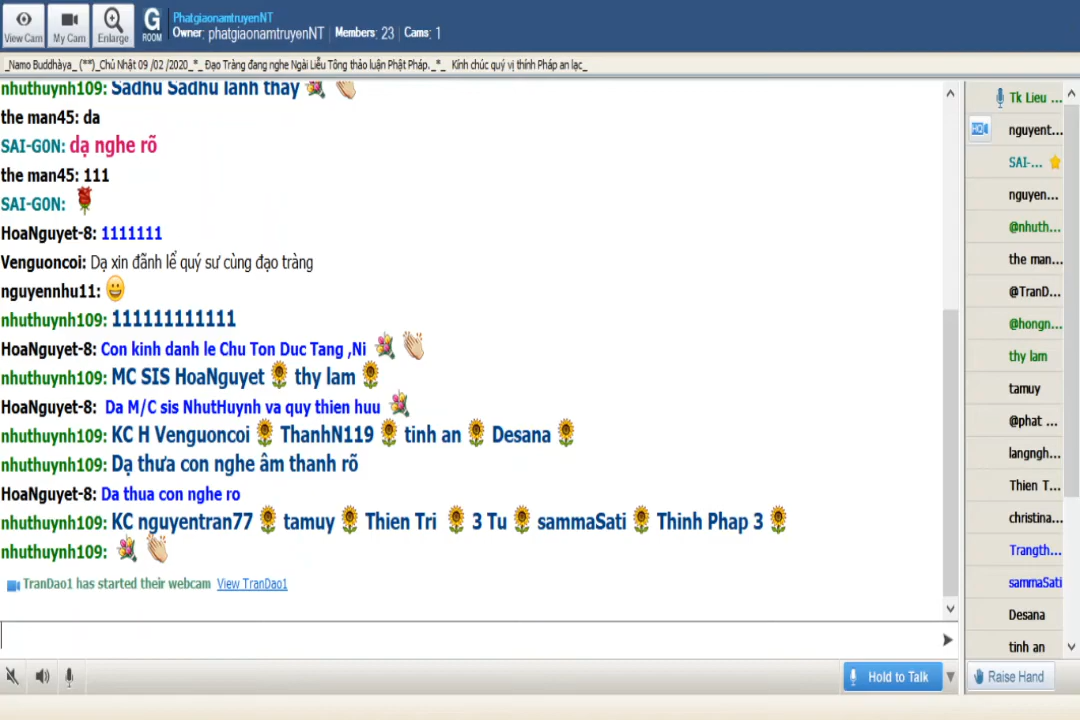 View Cam
My Cam
Enlarge
G
ROOM
PhatgiaonamtruyenNT
Owner: phatgiaonamtruyenNT Members: 23 Cams: 1
_Namo Buddhàya_ (**)_Chủ Nhật 09 /02 /2020_*_ Đạo Tràng đang nghe Ngài Liễu Tông thảo luận Phật Pháp._*_ Kính chúc quý vị thính Pháp an lạc_
nhuthuynh109: Sadhu Sadhu lành thay
the man45: da
SAI-GON: dạ nghe rõ
the man45: 111
SAI-GON:
HoaNguyet-8: 1111111
Venguoncoi: Dạ xin đãnh lể quý sư cùng đạo tràng
nguyennhu11:
nhuthuynh109: 111111111111
HoaNguyet-8: Con kinh danh le Chu Ton Duc Tang ,Ni
nhuthuynh109: MC SIS HoaNguyet thy lam
HoaNguyet-8: Da M/C sis NhutHuynh va quy thien huu
nhuthuynh109: KC H Venguoncoi ThanhN119 tinh an Desana
nhuthuynh109: Dạ thưa con nghe âm thanh rõ
HoaNguyet-8: Da thua con nghe ro
nhuthuynh109: KC nguyentran77 tamuy Thien Tri 3 Tu sammaSati Thinh Phap 3
nhuthuynh109:
TranDao1 has started their webcam View TranDao1
Hold to Talk
Tk Lieu ...
nguyent...
SAI-...
nguyen...
@nhuth...
the man...
@TranD...
@hongn...
thy lam
tamuy
@phat ...
langngh...
Thien T...
christina...
Trangth...
sammaSati
Desana
tinh an
Raise Hand